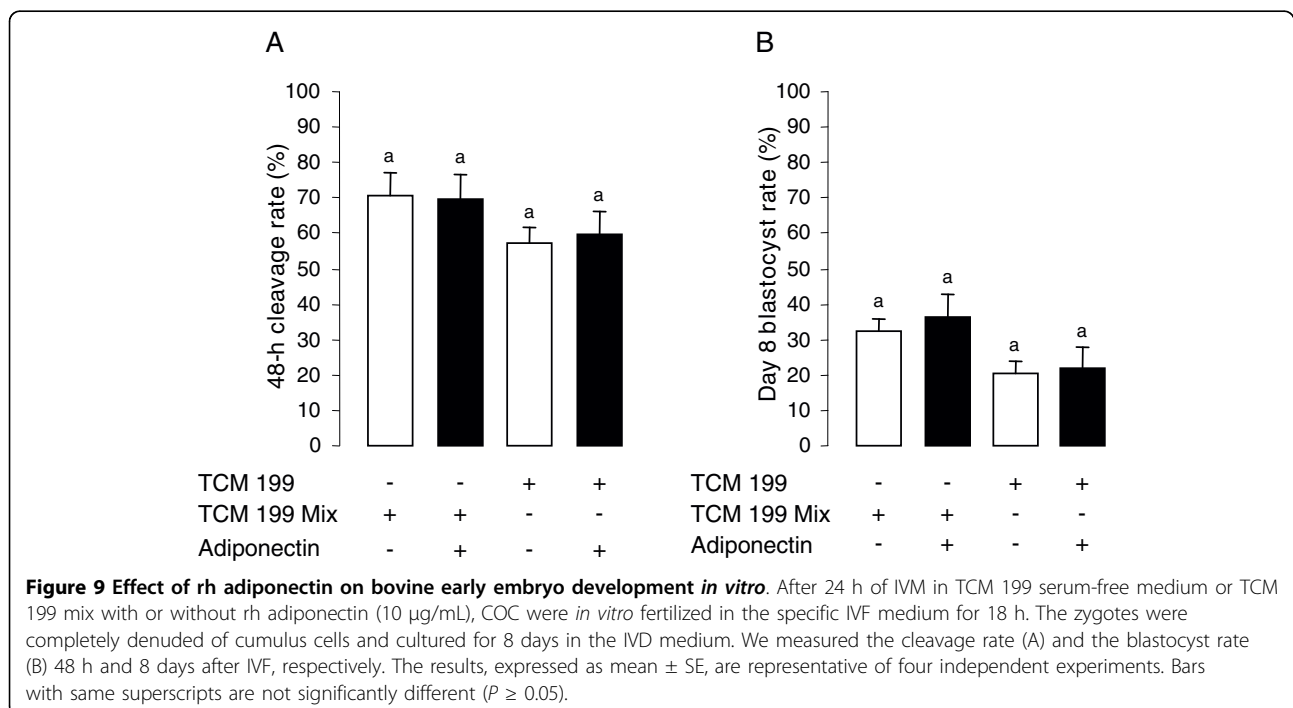 A
100
90
80
70
60
50
40
30
20
10
0
48-h cleavage rate (%)
a
a
a
a
TCM 199 - - + +
TCM 199 Mix + + - -
Adiponectin - + - +
B
100
90
80
70
60
50
40
30
20
10
0
Day 8 blastocyst rate (%)
a
a
a
a
TCM 199 - - + +
TCM 199 Mix + + - -
Adiponectin - + - +
Figure 9 Effect of rh adiponectin on bovine early embryo development in vitro. After 24 h of IVM in TCM 199 serum-free medium or TCM
199 mix with or without rh adiponectin (10 μg/mL), COC were in vitro fertilized in the specific IVF medium for 18 h. The zygotes were
completely denuded of cumulus cells and cultured for 8 days in the IVD medium. We measured the cleavage rate (A) and the blastocyst rate
(B) 48 h and 8 days after IVF, respectively. The results, expressed as mean ± SE, are representative of four independent experiments. Bars
with same superscripts are not significantly different (P ≥ 0.05).